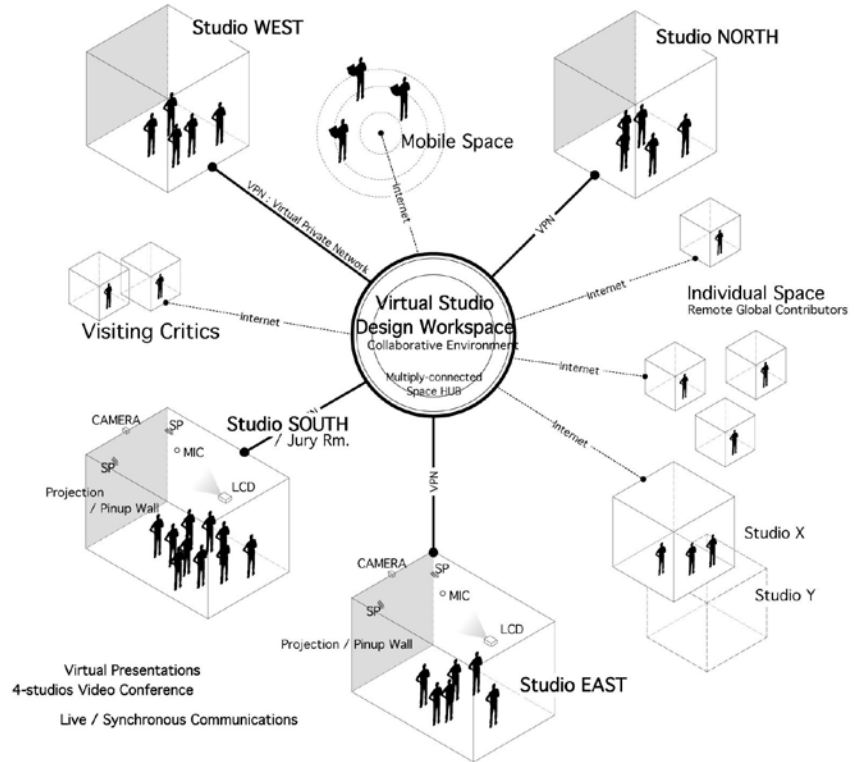 Studio WEST
Studio NORTH
Mobile Space
Internet
VPN : Virtual Private Network
VPN
Virtual Studio
Design Workspace
Collaborative Environment
Multiply-connected
Space HUB
Internet
Individual Space
Remote Global Contributors
Internet
Visiting Critics
Internet
Internet
Studio SOUTH
/ Jury Rm.
CAMERA
SP
MIC
SP
LCD
Projection
/ Pinup Wall
VPN
Studio X
Studio Y
CAMERA
SP
MIC
SP
LCD
Projection / Pinup Wall
Studio EAST
Virtual Presentations
4-studios Video Conference
Live / Synchronous Communications